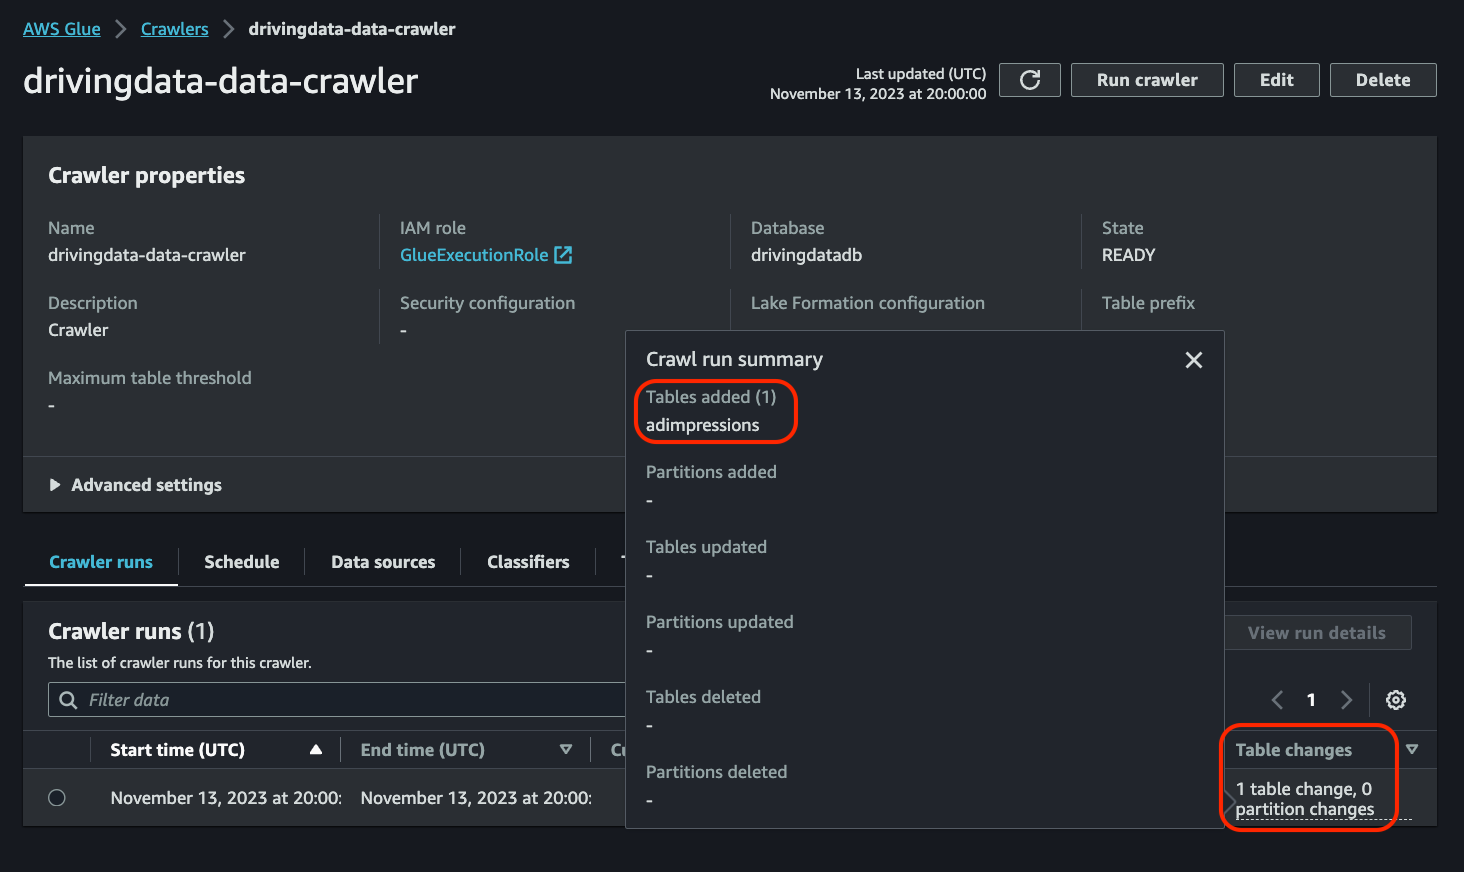 AWS Glue
Crawlers
drivingdata-data-crawler
drivingdata-data-crawler
Last updated (UTC)
November 13, 2023 at 20:00:00
Run crawler
Edit
Delete
Crawler properties
Name
drivingdata-data-crawler
IAM role
GlueExecutionRole
Database
drivingdatadb
State
READY
Description
Crawler
Security configuration
-
Lake Formation configuration
Table prefix
Maximum table threshold
-
Advanced settings
Crawl run summary
Tables added (1)
adimpressions
Partitions added
-
Tables updated
-
Partitions updated
-
Tables deleted
-
Partitions deleted
-
Crawler runs
Schedule
Data sources
Classifiers
Crawler runs (1)
The list of crawler runs for this crawler.
View run details
Filter data
1
Start time (UTC)
End time (UTC)
Table changes
November 13, 2023 at 20:00:
November 13, 2023 at 20:00:
1 table change, 0
partition changes